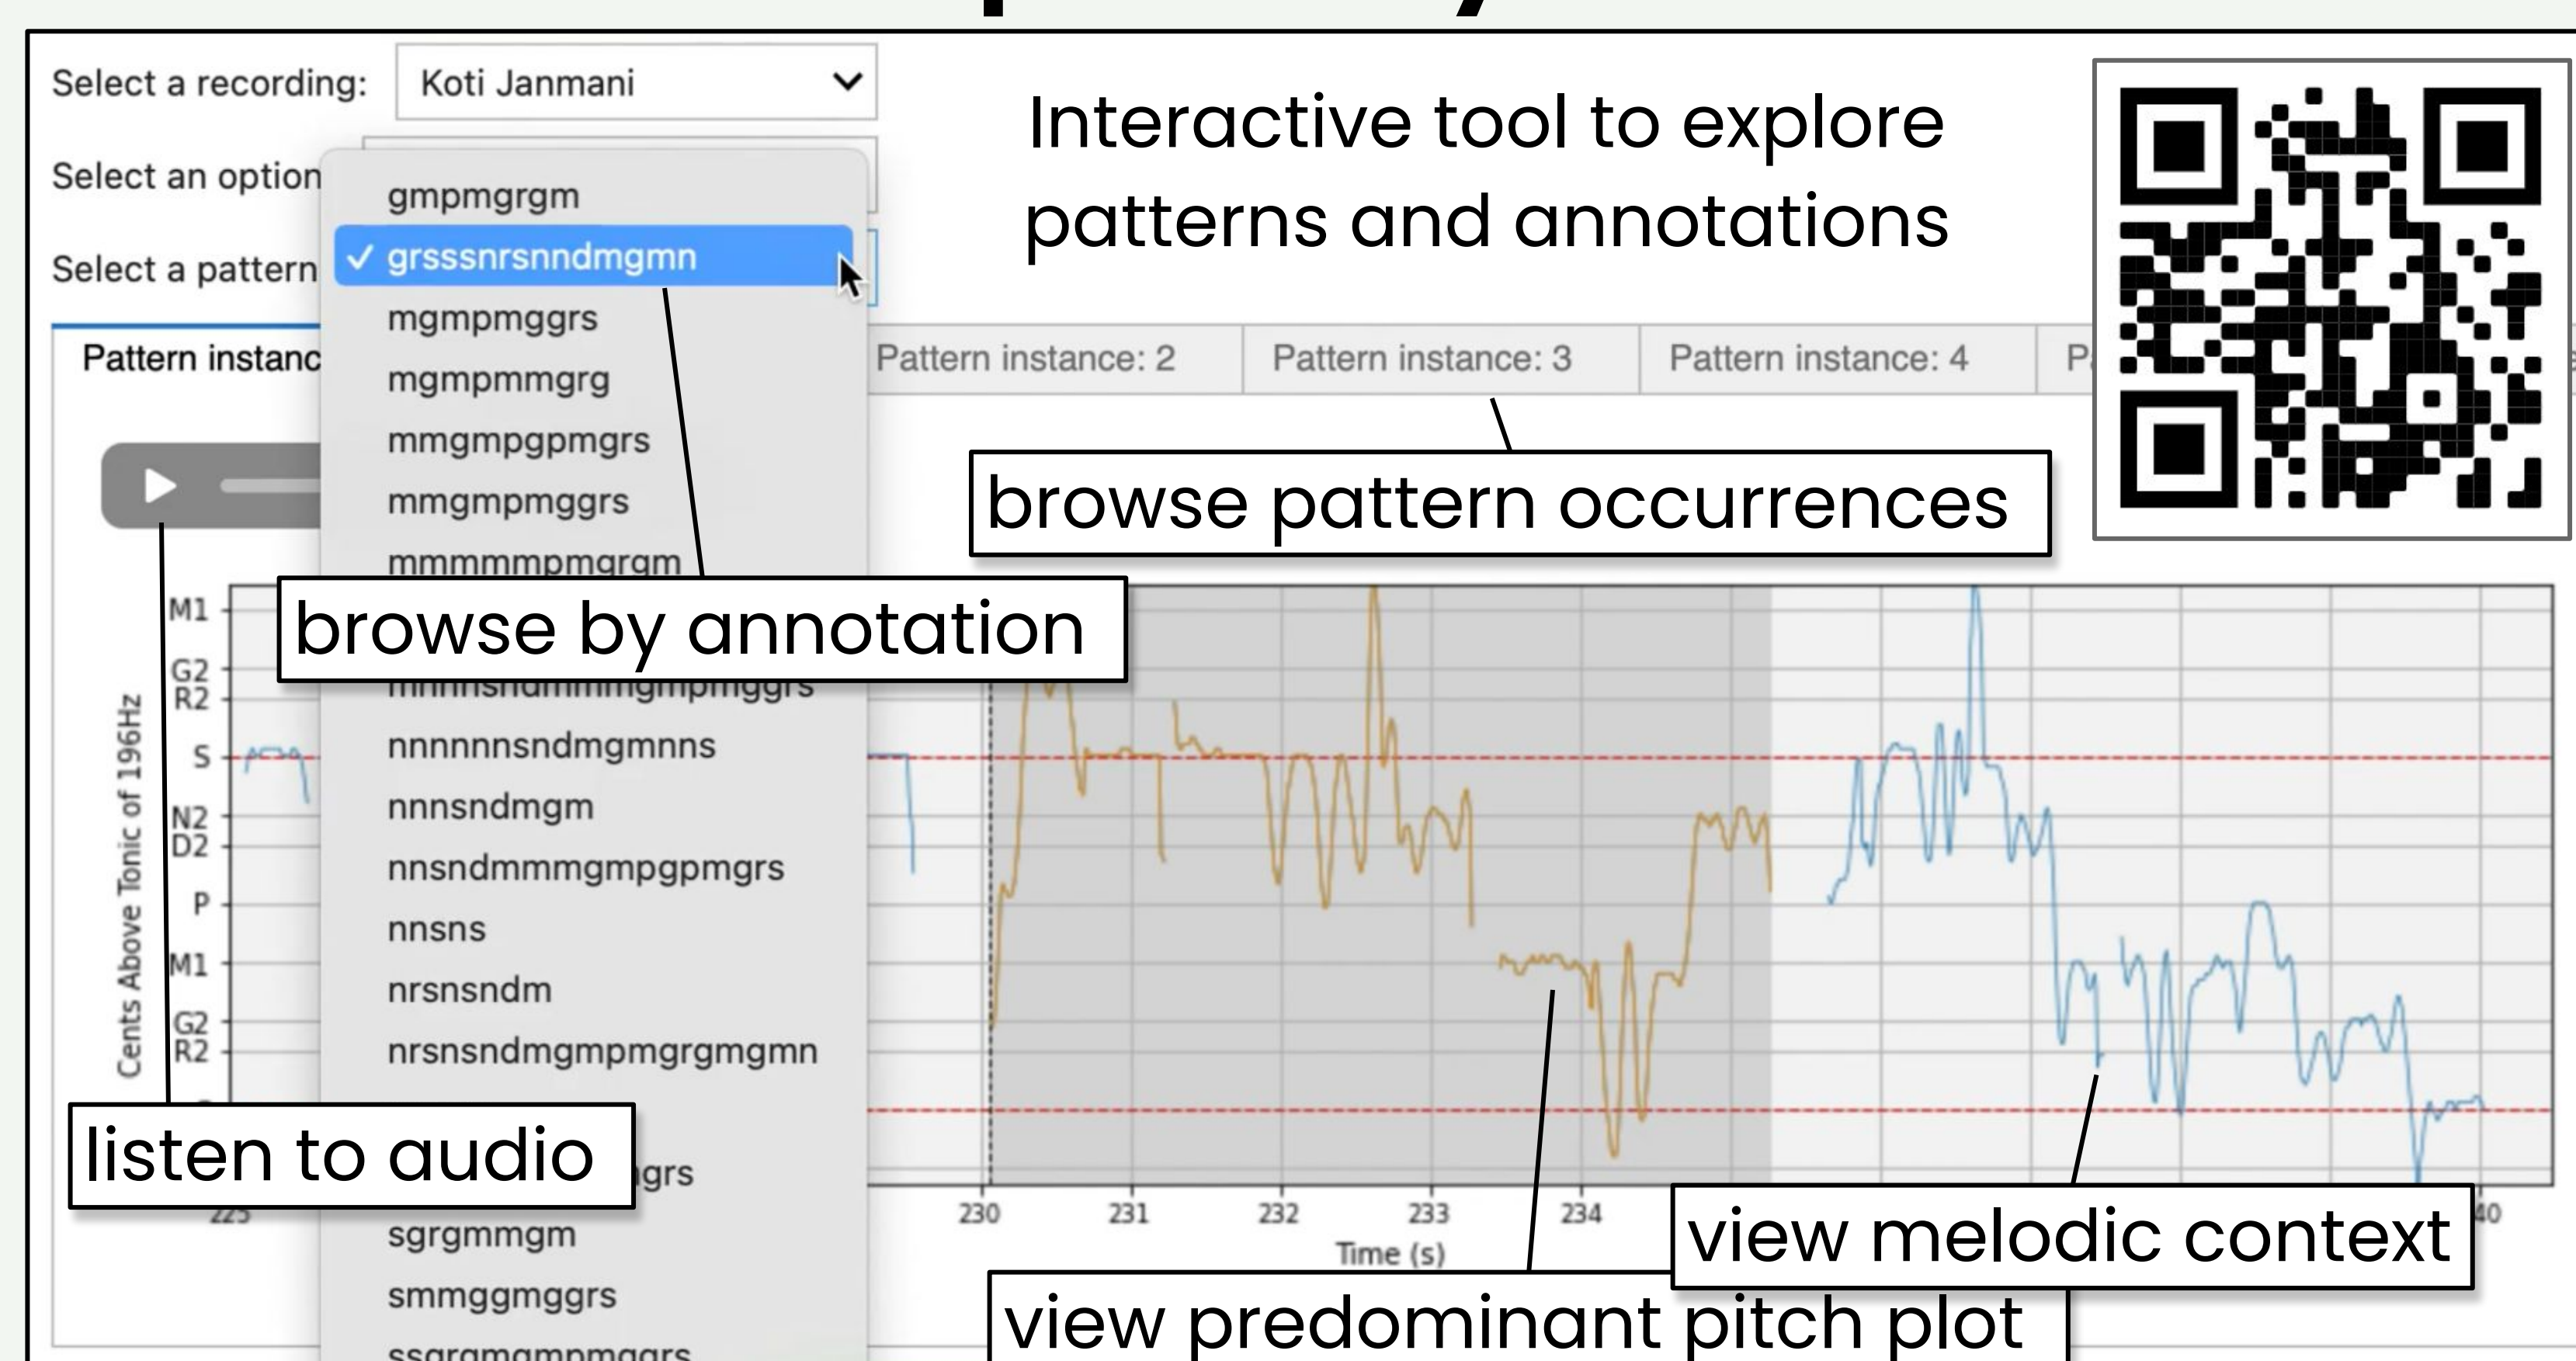 Select a recording: Koti Janmani
Interactive tool to explore
patterns and annotations
Select an option
Select a pattern
gmpmgrgm
✓ grsssnrsnndmgmn
mgmpmggrs
mgmpmmgrg
mmgmpgpmgrs
mmgmpmggrs
mmmmmpmgrgm
nnnnnnsndmgmnns
nnnsndmgm
nnsndmmmgmpgpmgrs
nnsns
nrsnsndm
nrsnsndmgmpmgrgmgmn
sgrgmmgm
smmggmggrs
Pattern instance: 2
Pattern instance: 3
Pattern instance: 4
browse pattern occurrences
browse by annotation
listen to audio
view melodic context
view predominant pitch plot
Cents Above Tonic of 196Hz
M1
G2
R2
S
N2
D2
P
M1
G2
R2
225
230
231
232
233
234
Time (s)